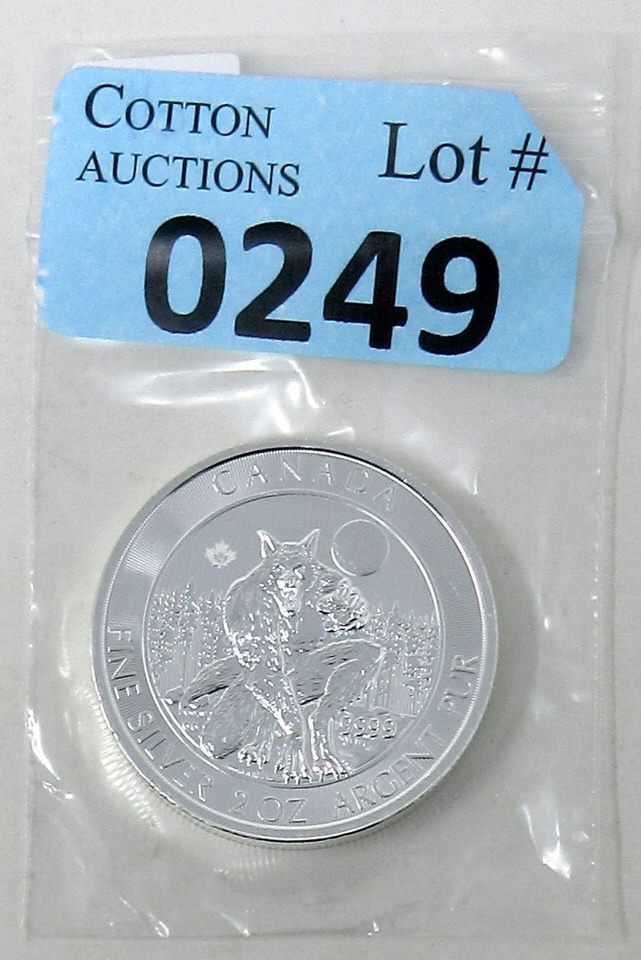 COTTON
AUCTIONS
Lot #
0249
CANADA
9999
FINE SILVER 2 OZ ARGENT PUR